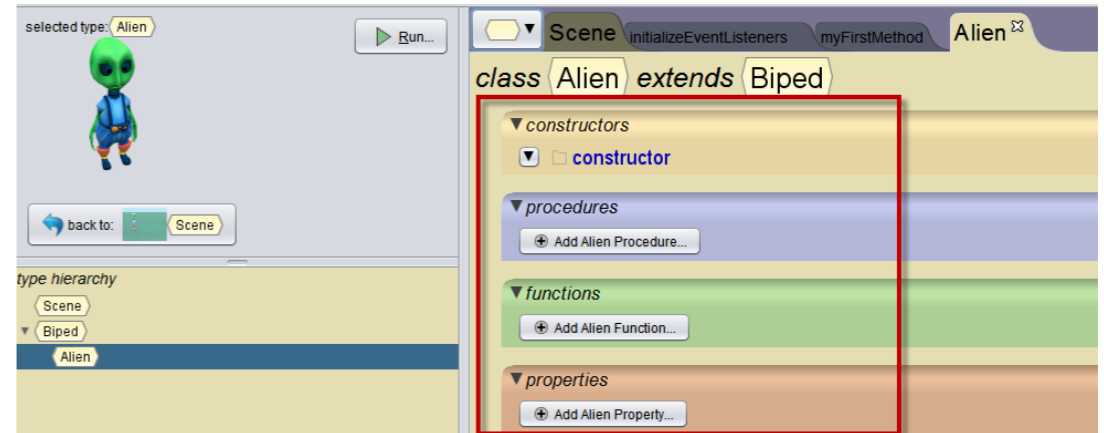 selected type: Alien
Run...
back to: Scene
type hierarchy
Scene
Biped
Alien
Scene initializeEventListeners myFirstMethod Alien
class Alien extends Biped
constructors
constructor
procedures
Add Alien Procedure...
functions
Add Alien Function...
properties
Add Alien Property...